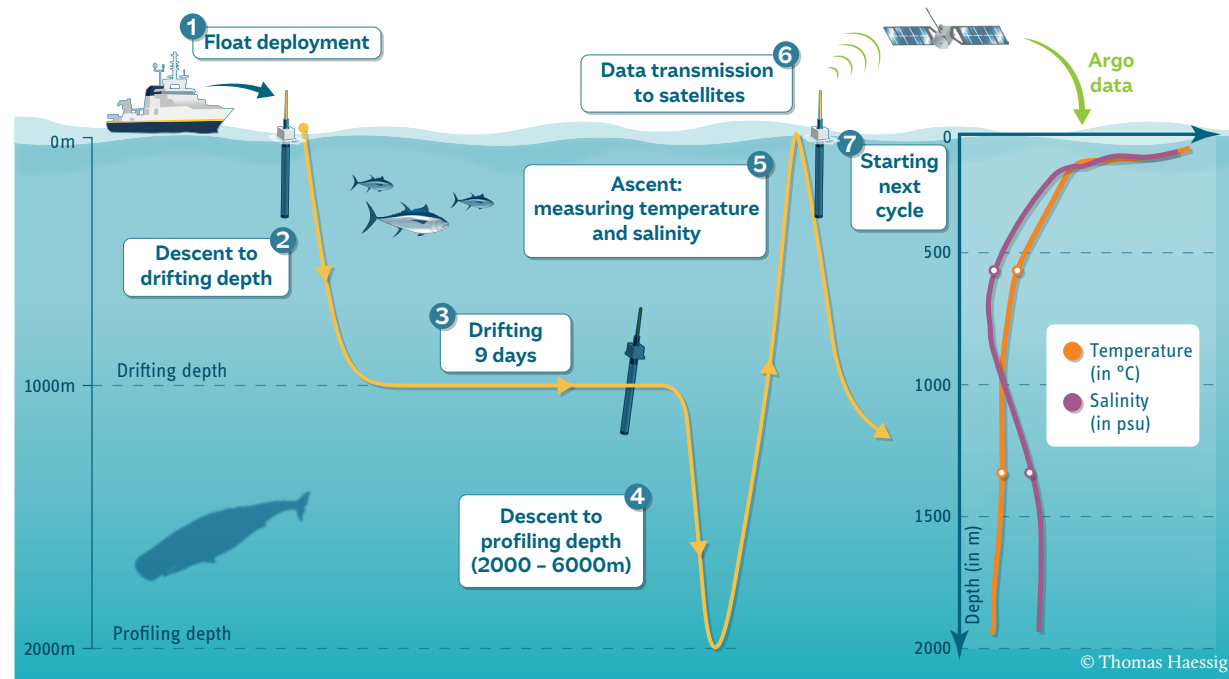 1
Float deployment
2
Descent to
drifting depth
3
Drifting
9 days
4
Descent to
profiling depth
(2000 – 6000m)
5
Ascent:
measuring temperature
and salinity
6
Data transmission
to satellites
7
Starting
next
cycle
Argo
data
0m
Drifting depth
1000m
Profiling depth
2000m
0
500
1000
1500
2000
Depth (in m)
Temperature
(in °C)
Salinity
(in psu)
© Thomas Haessig